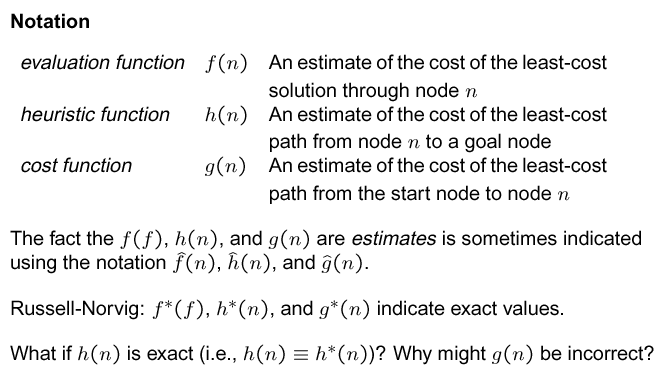 Notation
evaluation function f(n) An estimate of the cost of the least-cost
solution through node n
heuristic function h(n) An estimate of the cost of the least-cost
path from node n to a goal node
cost function g(n) An estimate of the cost of the least-cost
path from the start node to node n
The fact the f(f), h(n), and g(n) are estimates is sometimes indicated
using the notation f̂(n), ĥ(n), and ĝ(n).
Russell-Norvig: f*(f), h*(n), and g*(n) indicate exact values.
What if h(n) is exact (i.e., h(n) ≡ h*(n))? Why might g(n) be incorrect?